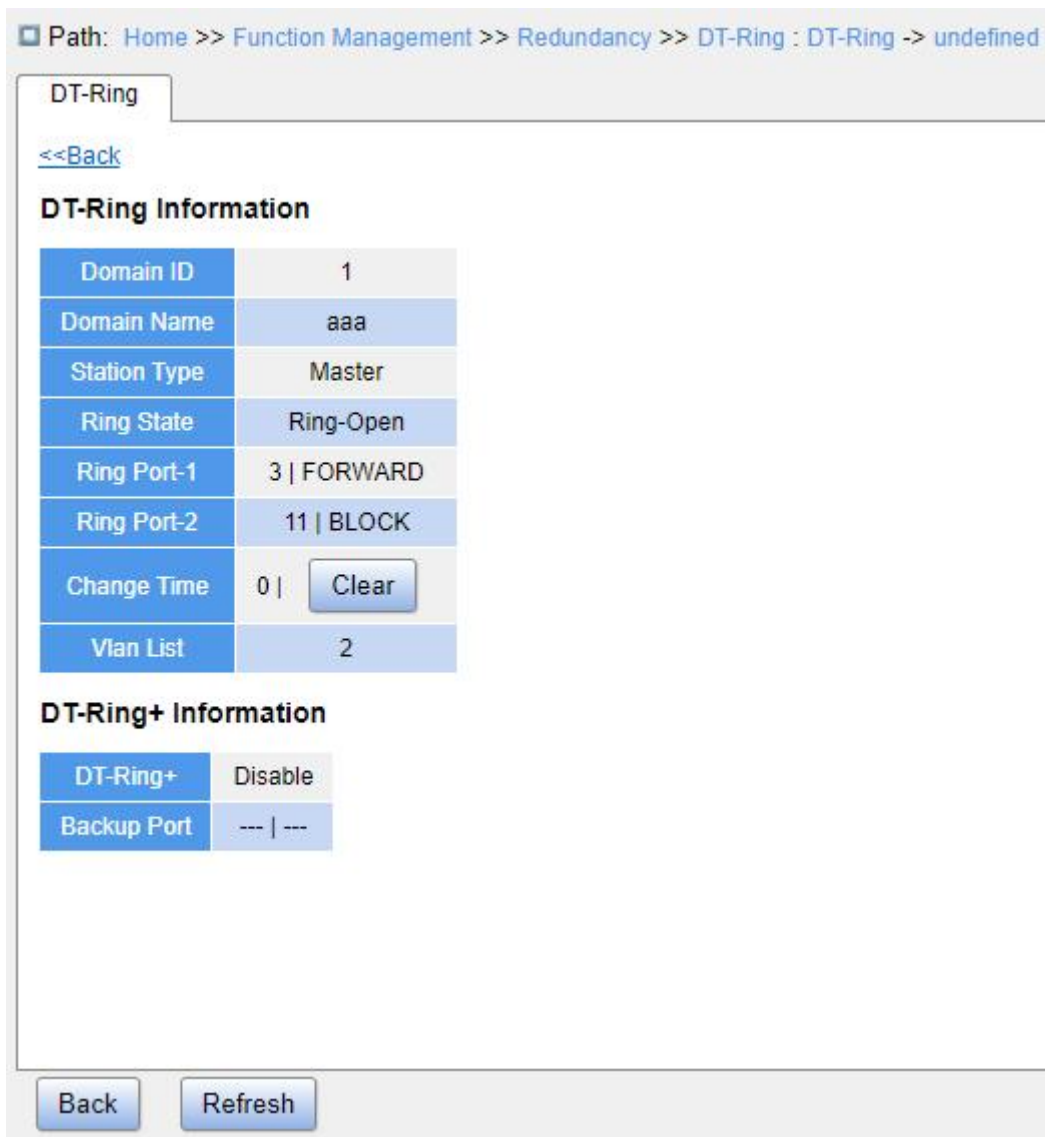 Path: Home >> Function Management >> Redundancy >> DT-Ring : DT-Ring -> undefined
DT-Ring
<<Back
DT-Ring Information
Domain ID 1
Domain Name aaa
Station Type Master
Ring State Ring-Open
Ring Port-1 3 | FORWARD
Ring Port-2 11 | BLOCK
Change Time 0 | Clear
Vlan List 2
DT-Ring+ Information
DT-Ring+ Disable
Backup Port --- | ---
Back Refresh